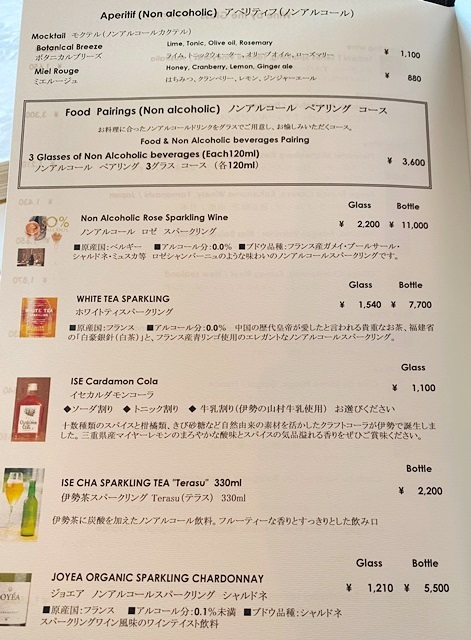 Aperitif (Non alcoholic) アペリティフ(ノンアルコール)
Mocktail モクテル(ノンアルコールカクテル)
Botanical Breeze Lime, Tonic, Olive oil, Rosemary
ボタニカルブリーズ ライム、トニックウォーター、オリーブオイル、ローズマリー ¥ 1,100
Miel Rouge Honey, Cranberry, Lemon, Ginger ale
ミエルージュ はちみつ、クランベリー、レモン、ジンジャーエール ¥ 880
Food Pairings (Non alcoholic) ノンアルコール ペアリング コース
お料理に合ったノンアルコールドリンクをグラスでご用意し、お愉しみいただくコース。
Food & Non Alcoholic beverages Pairing
3 Glasses of Non Alcoholic beverages (Each120ml) ¥ 3,600
ノンアルコール ペアリング 3グラス コース (各120ml)
Glass Bottle
Non Alcoholic Rose Sparkling Wine ¥ 2,200 ¥ 11,000
ノンアルコール ロゼ スパークリング
■原産国:ベルギー ■アルコール分:0.0% ■ブドウ品種:フランス産ガメイ・プールサール・
シャルドネ・ミュスカ等 ロゼシャンパーニュのような味わいのノンアルコールスパークリングです。
Glass Bottle
WHITE TEA SPARKLING ¥ 1,540 ¥ 7,700
ホワイトティスパークリング
■原産国:フランス ■アルコール分:0.0% 中国の歴代皇帝が愛したと言われる貴重なお茶、福建省
の「白豪銀針(白茶)」と、フランス産青リンゴ使用のエレガントなノンアルコールスパークリング。
Glass
ISE Cardamon Cola ¥ 1,100
イセカルダモンコーラ
◆ソーダ割り ◆トニック割り ◆牛乳割り(伊勢の山村牛乳使用) お選びください
十数種類のスパイスと柑橘類、きび砂糖など自然由来の素材を活かしたクラフトコーラが伊勢で誕生しま
した。三重県産マイヤーレモンのまろやかな酸味とスパイスの気品溢れる香りをぜひご賞味ください。
Bottle
ISE CHA SPARKLING TEA "Terasu" 330ml ¥ 2,200
伊勢茶スパークリング Terasu(テラス) 330ml
伊勢茶に炭酸を加えたノンアルコール飲料。フルーティーな香りとすっきりとした飲み口
Glass Bottle
JOYEA ORGANIC SPARKLING CHARDONNAY ¥ 1,210 ¥ 5,500
ジョエア ノンアルコールスパークリング シャルドネ
■原産国:フランス ■アルコール分:0.1%未満 ■ブドウ品種:シャルドネ
スパークリングワイン風味のワインテイスト飲料